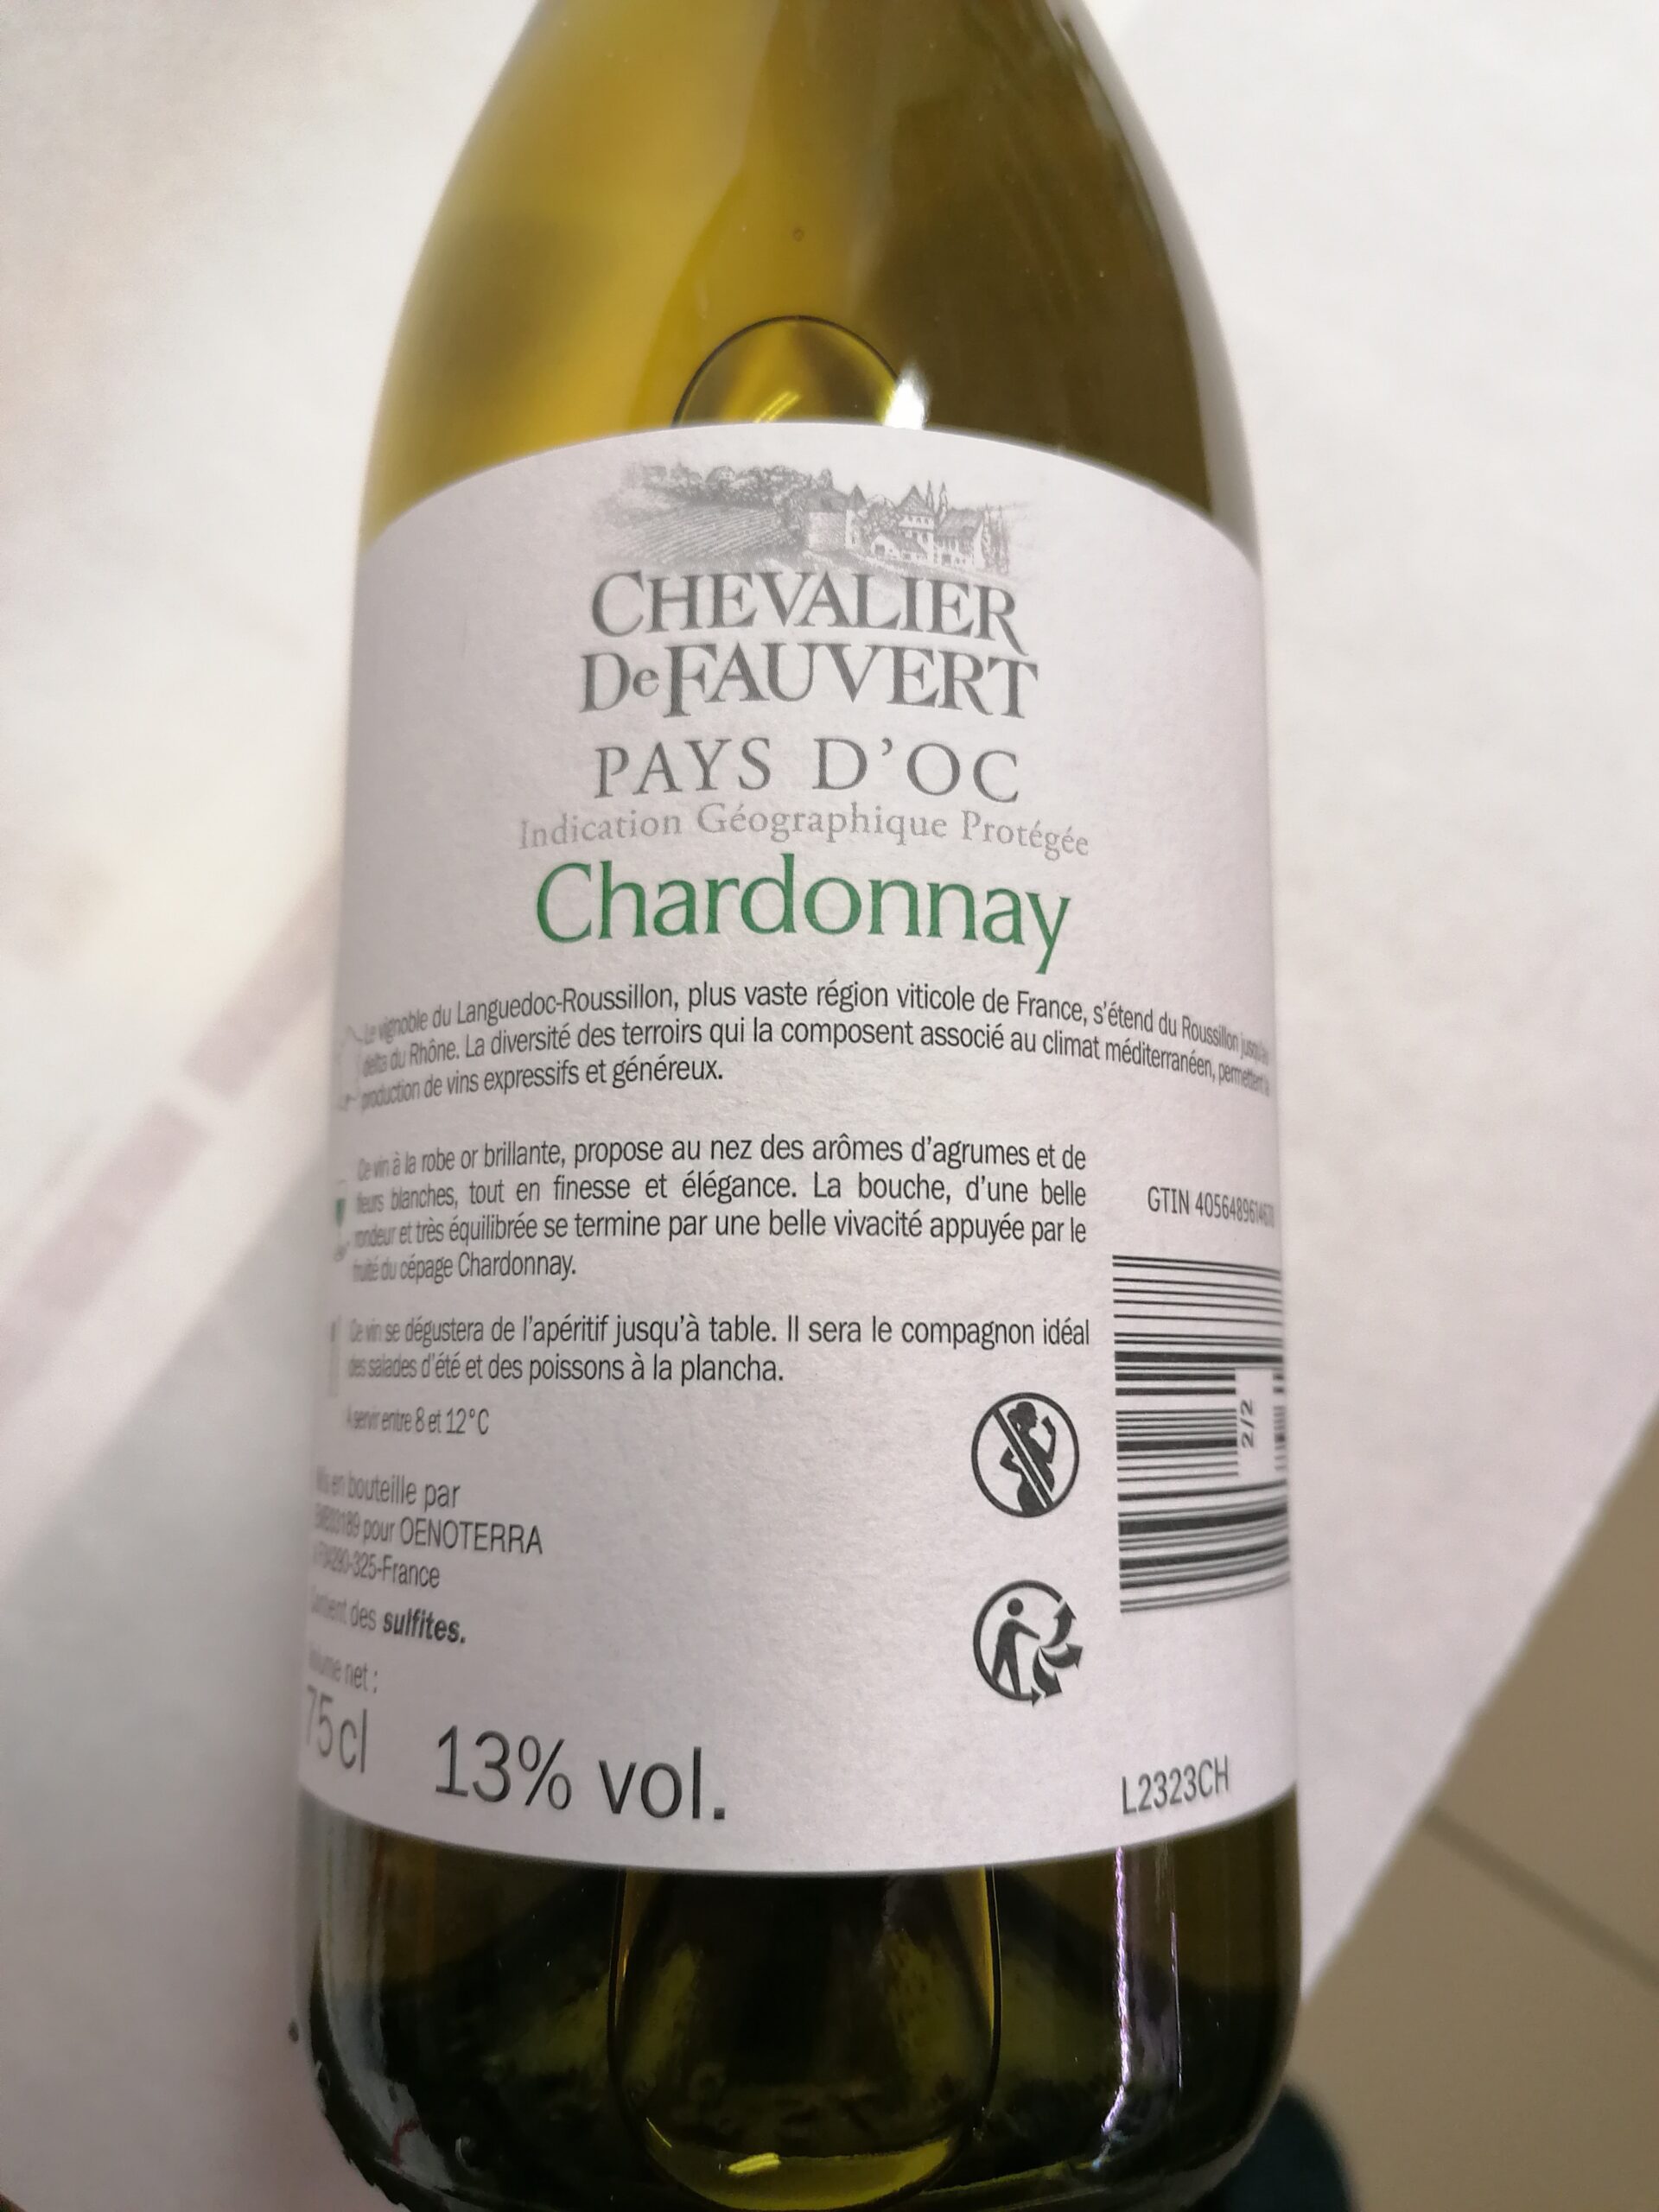 CHEVALIER
De FAUVERT
PAYS D'OC
Indication Géographique Protégée
Chardonnay
Le vignoble du Languedoc-Roussillon, plus vaste région viticole de France, s'étend du Roussillon jusqu'au
delta du Rhône. La diversité des terroirs qui la composent associé au climat méditerranéen, permettent la
production de vins expressifs et généreux.
Ce vin à la robe or brillante, propose au nez des arômes d'agrumes et de
fleurs blanches, tout en finesse et élégance. La bouche, d'une belle
rondeur et très équilibrée se termine par une belle vivacité appuyée par le
fruité du cépage Chardonnay.
GTIN
Ce vin se dégustera de l'apéritif jusqu'à table. Il sera le compagnon idéal
des salades d'été et des poissons à la plancha.
A servir entre 8 et 12°C
2/2
Mis en bouteille par
pour OENOTERRA
Contient des sulfites.
Volume net :
75cl 13% vol.
L2323CH